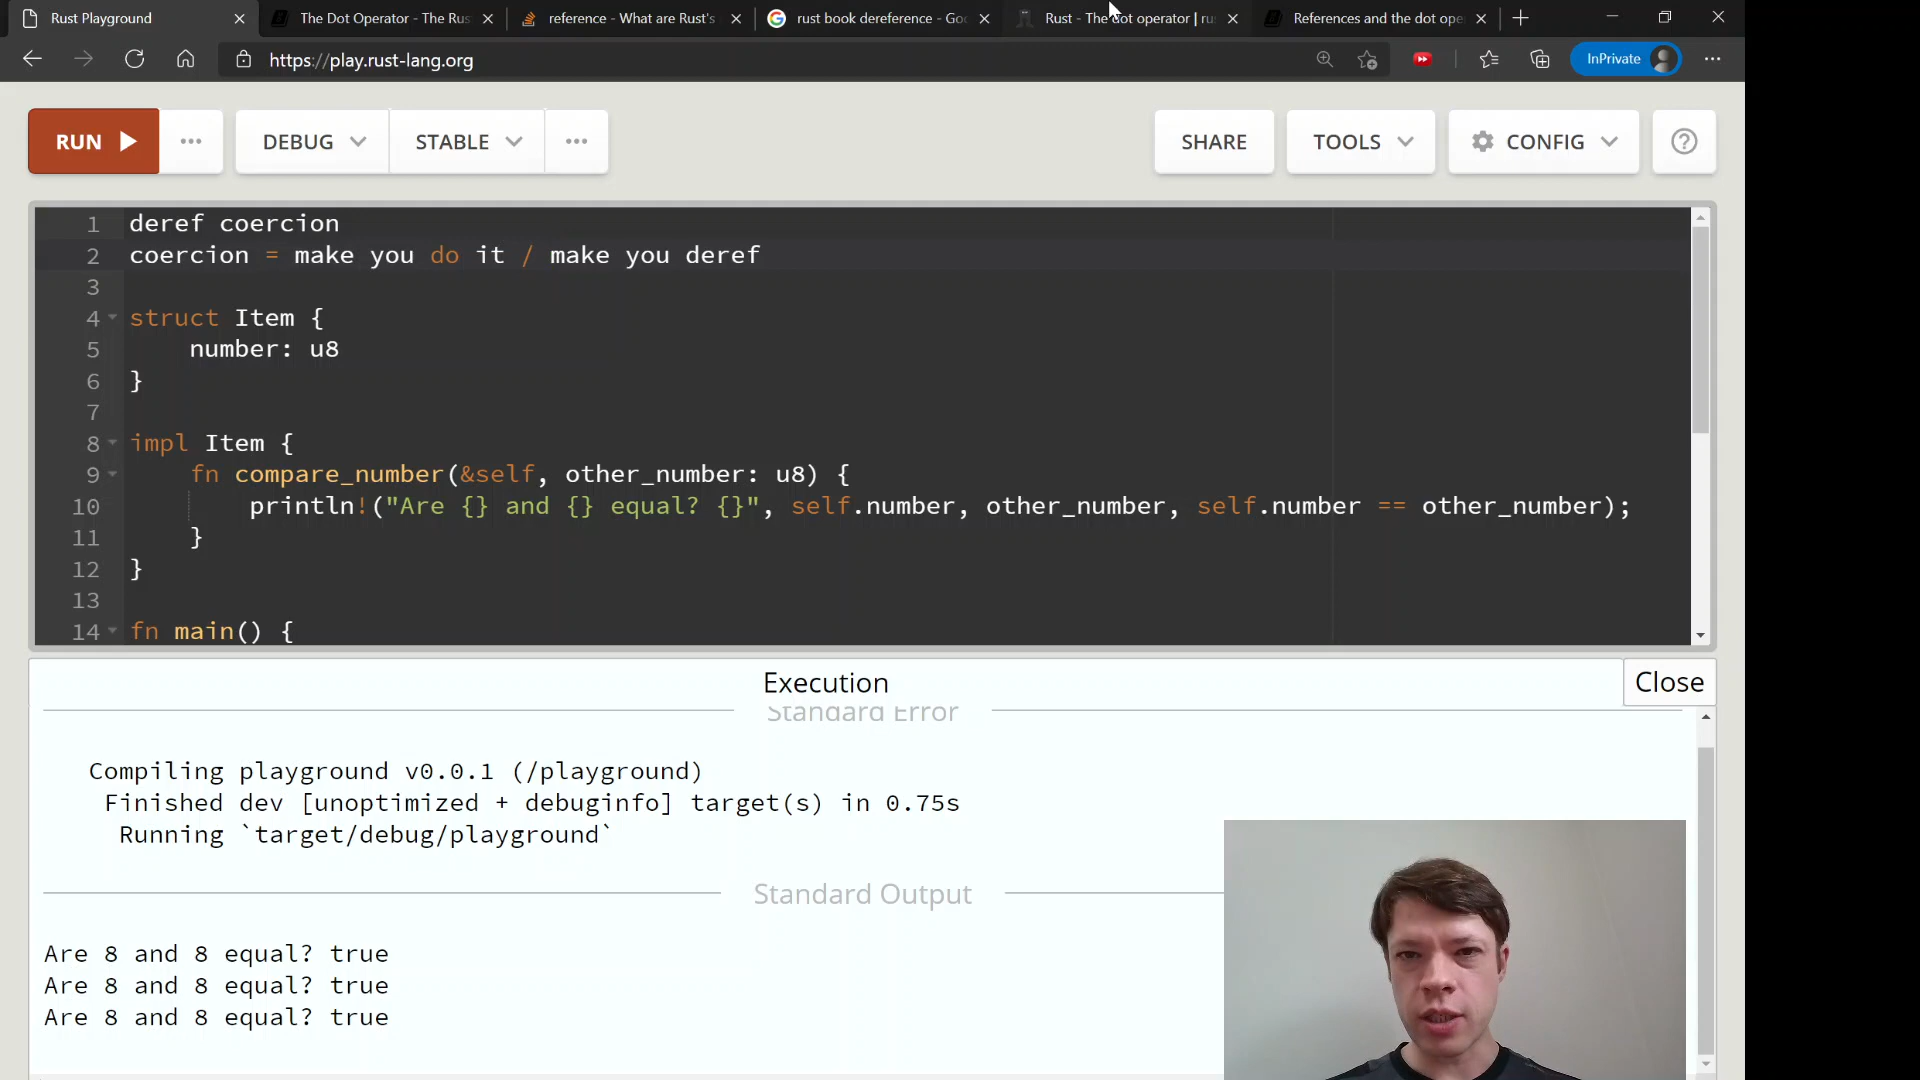 Rust Playground
The Dot Operator - The Rus
reference - What are Rust's
rust book dereference - Goo
Rust - The dot operator | rus
References and the dot ope
https://play.rust-lang.org
InPrivate
RUN
DEBUG
STABLE
SHARE
TOOLS
CONFIG
1 deref coercion
2 coercion = make you do it / make you deref
3
4 struct Item {
5 number: u8
6 }
7
8 impl Item {
9 fn compare_number(&self, other_number: u8) {
10 println!("Are {} and {} equal? {}", self.number, other_number, self.number == other_number);
11 }
12 }
13
14 fn main() {
Execution
Close
Standard Error
Compiling playground v0.0.1 (/playground)
Finished dev [unoptimized + debuginfo] target(s) in 0.75s
Running `target/debug/playground`
Standard Output
Are 8 and 8 equal? true
Are 8 and 8 equal? true
Are 8 and 8 equal? true